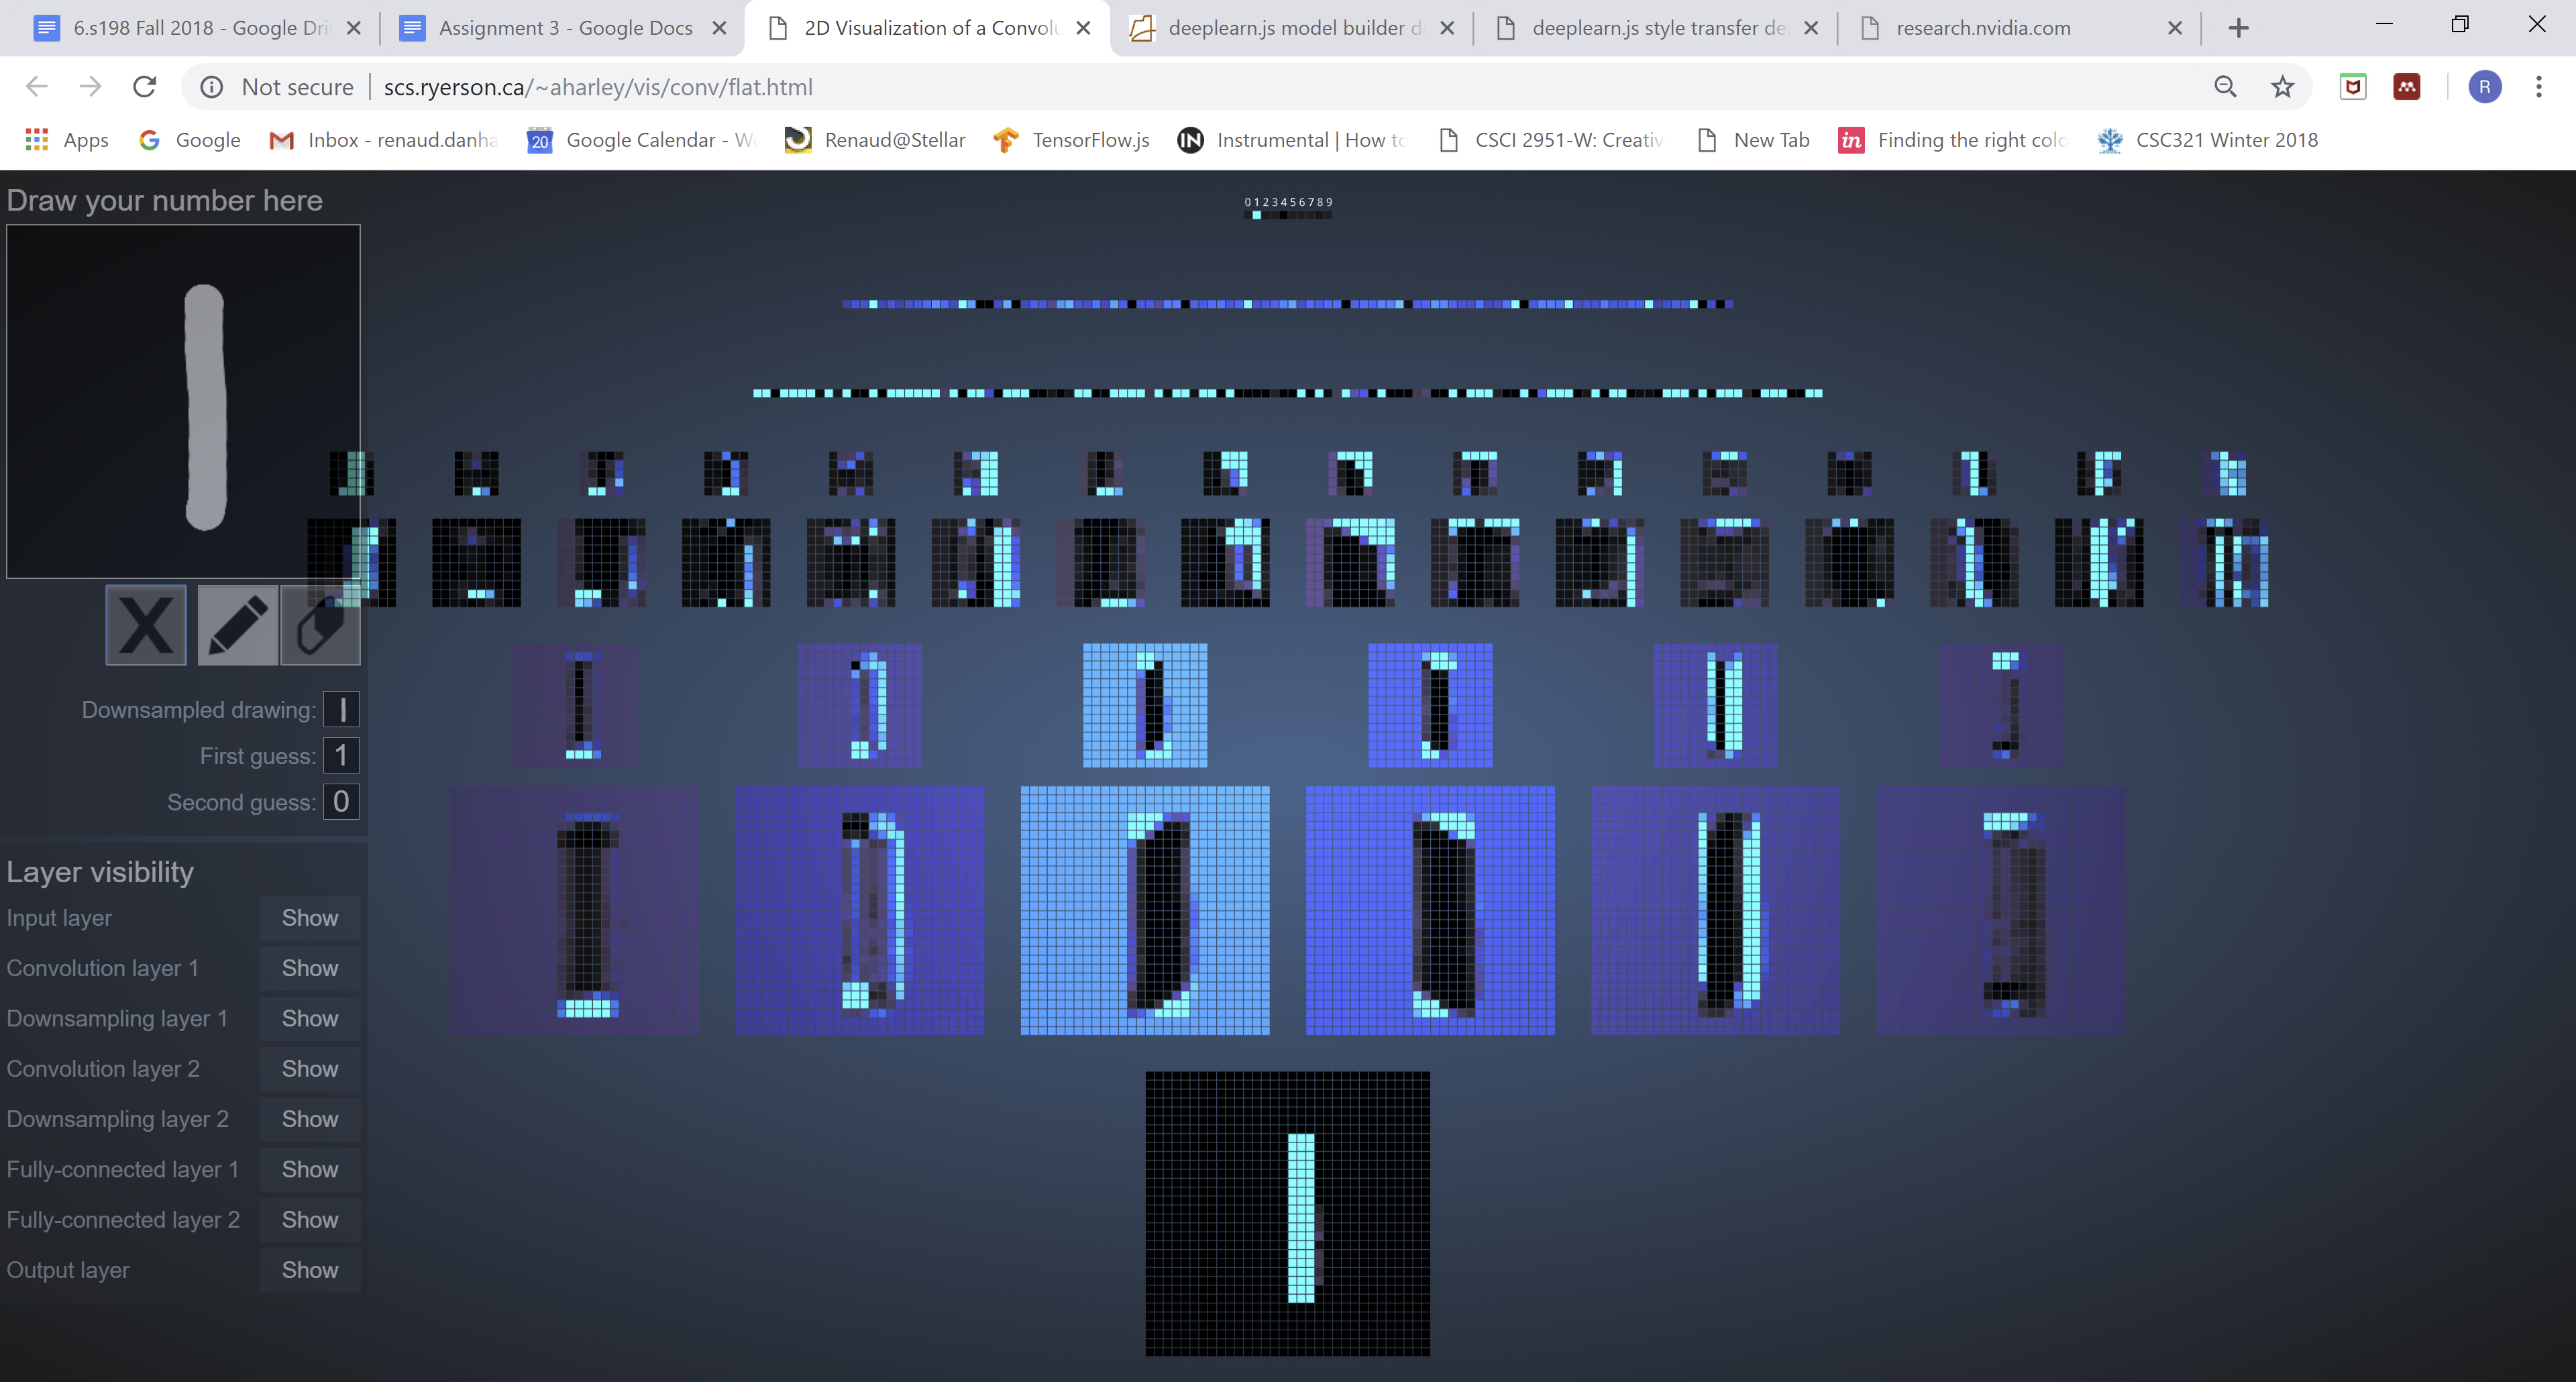 6.s198 Fall 2018 - Google Dri
Assignment 3 - Google Docs
2D Visualization of a Convolu
deeplearn.js model builder d
deeplearn.js style transfer de
research.nvidia.com
Not secure
scs.ryerson.ca/~aharley/vis/conv/flat.html
R
Apps
Google
Inbox - renaud.danha
20
Google Calendar - W
Renaud@Stellar
TensorFlow.js
IN
Instrumental | How to
CSCI 2951-W: Creativ
New Tab
in
Finding the right colo
CSC321 Winter 2018
Draw your number here
0 1 2 3 4 5 6 7 8 9
X
Downsampled drawing:
First guess: 1
Second guess: 0
Layer visibility
Input layer Show
Convolution layer 1 Show
Downsampling layer 1 Show
Convolution layer 2 Show
Downsampling layer 2 Show
Fully-connected layer 1 Show
Fully-connected layer 2 Show
Output layer Show